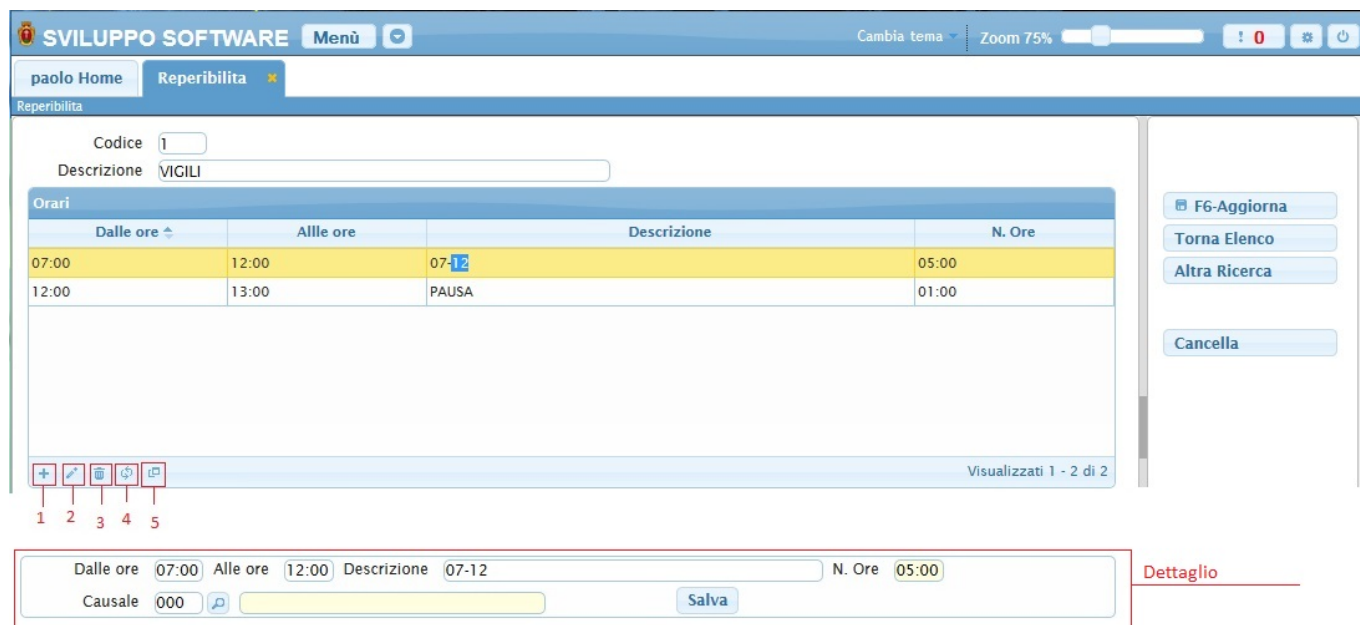 SVILUPPO SOFTWARE Menù Cambia tema Zoom 75% ! 0
paolo Home Reperibilita ×
Reperibilita
Codice 1
Descrizione VIGILI
Orari
Dalle ore Allle ore Descrizione N. Ore
07:00 12:00 07-12 05:00
12:00 13:00 PAUSA 01:00
Visualizzati 1 - 2 di 2
F6-Aggiorna
Torna Elenco
Altra Ricerca
Cancella
1 2 3 4 5
Dalle ore 07:00 Alle ore 12:00 Descrizione 07-12 N. Ore 05:00
Causale 000 Salva
Dettaglio